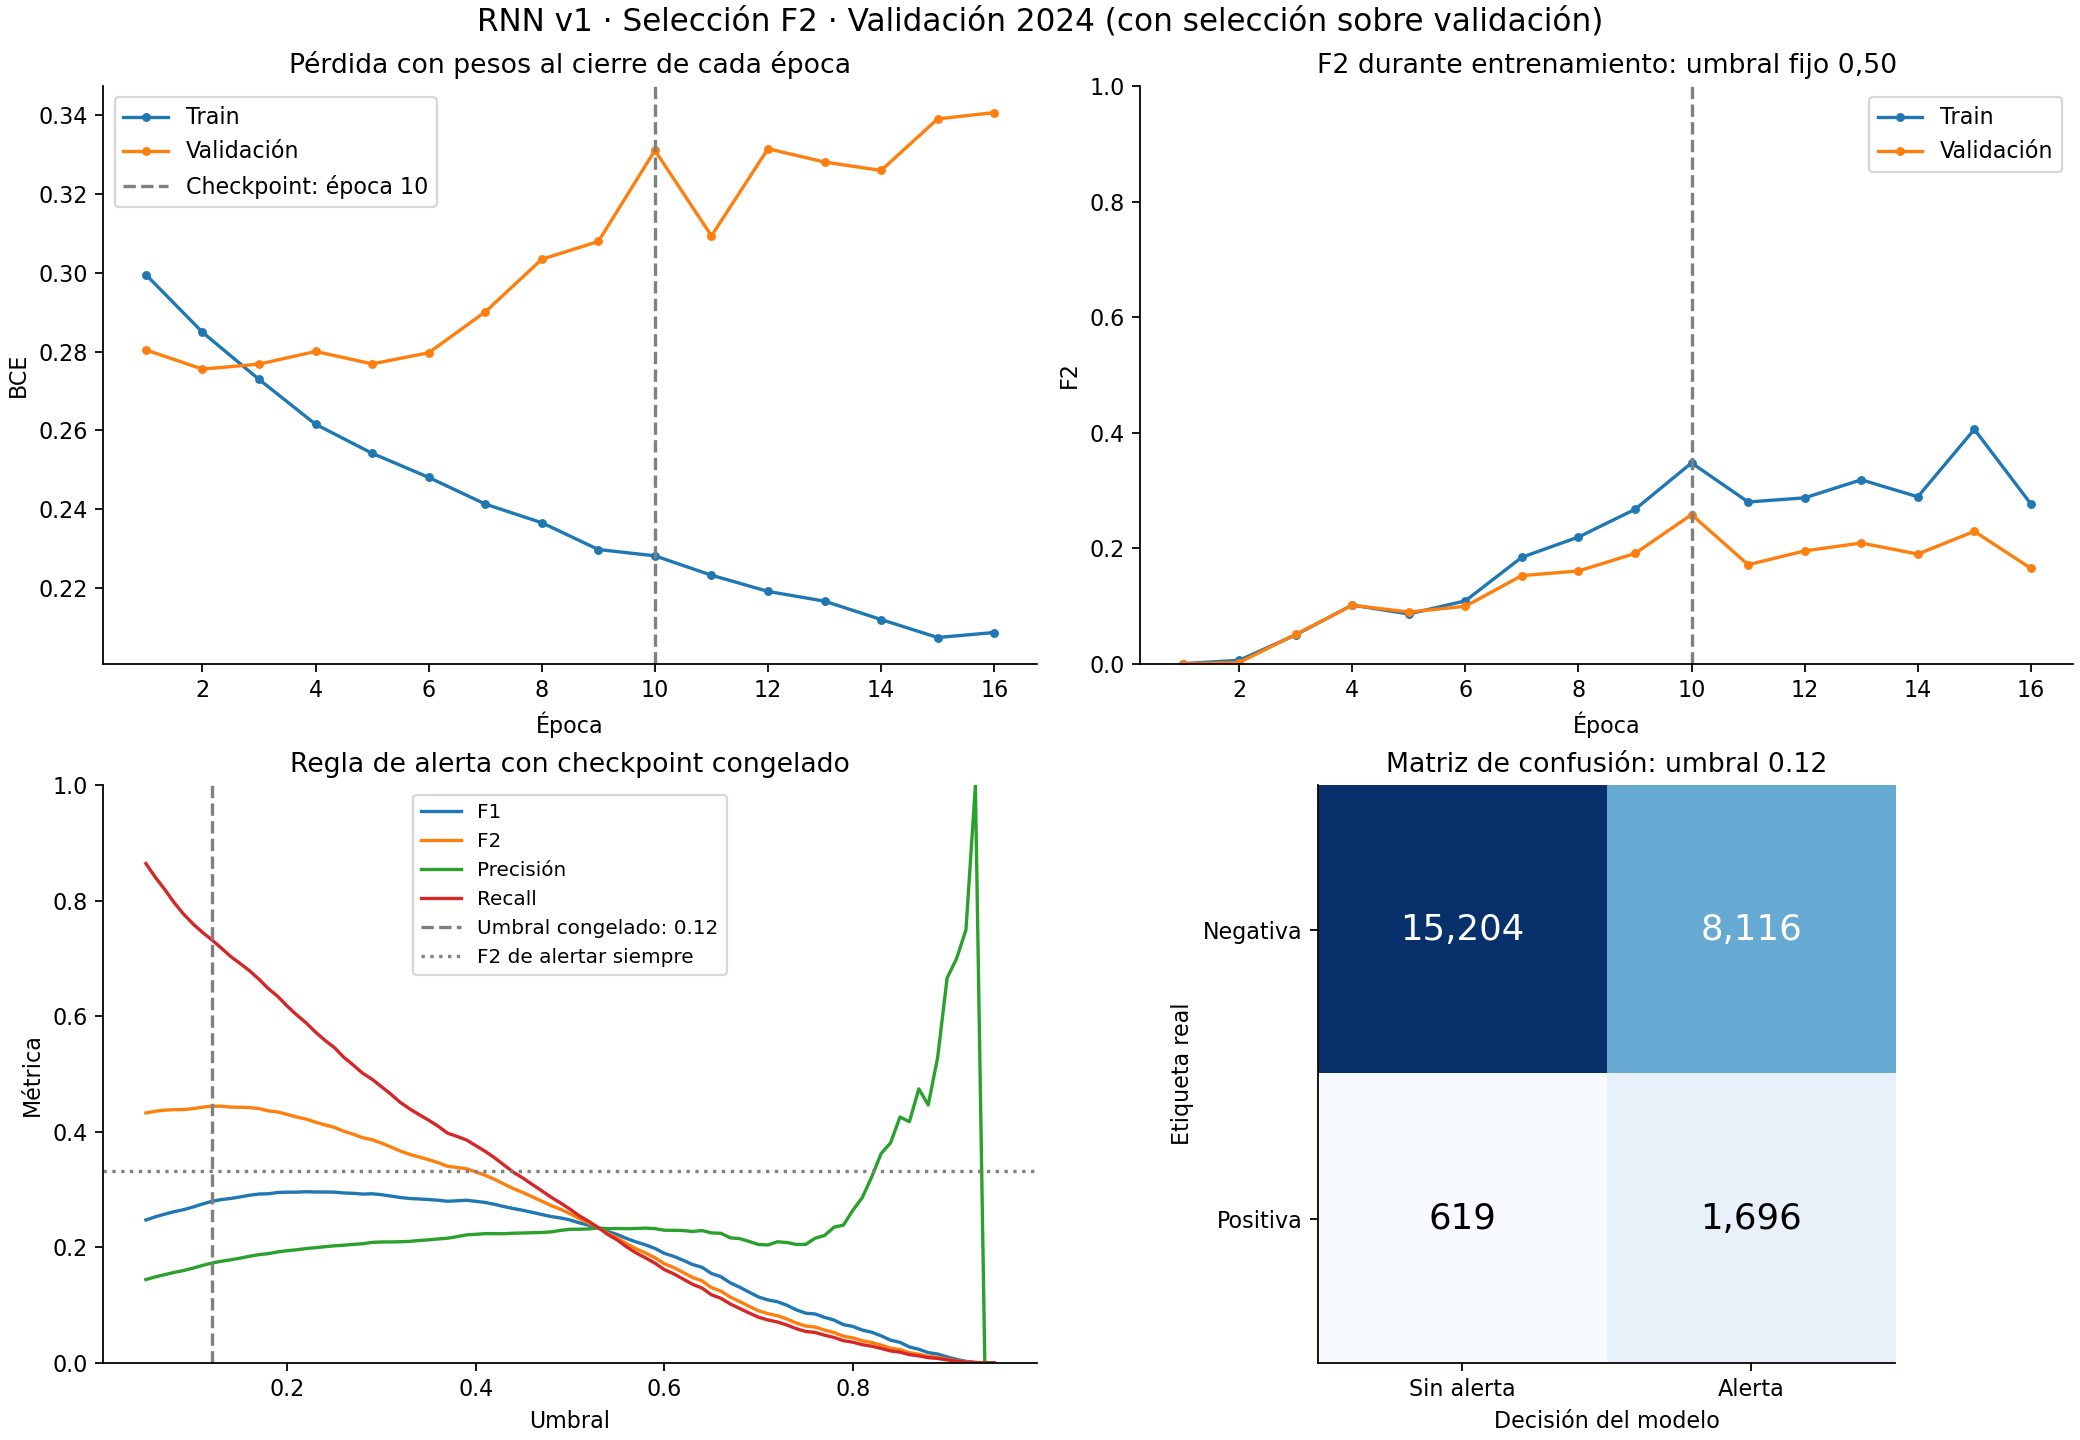 RNN v1 · Selección F2 · Validación 2024 (con selección sobre validación)
Pérdida con pesos al cierre de cada época
Train
Validación
Checkpoint: época 10
0.34
0.32
0.30
0.28
0.26
0.24
0.22
BCE
2 4 6 8 10 12 14 16
Época
F2 durante entrenamiento: umbral fijo 0,50
Train
Validación
1.0
0.8
0.6
0.4
0.2
0.0
F2
2 4 6 8 10 12 14 16
Época
Regla de alerta con checkpoint congelado
F1
F2
Precisión
Recall
Umbral congelado: 0.12
F2 de alertar siempre
1.0
0.8
0.6
0.4
0.2
0.0
Métrica
0.2 0.4 0.6 0.8
Umbral
Matriz de confusión: umbral 0.12
Negativa
15,204 8,116
Positiva
619 1,696
Etiqueta real
Sin alerta Alerta
Decisión del modelo